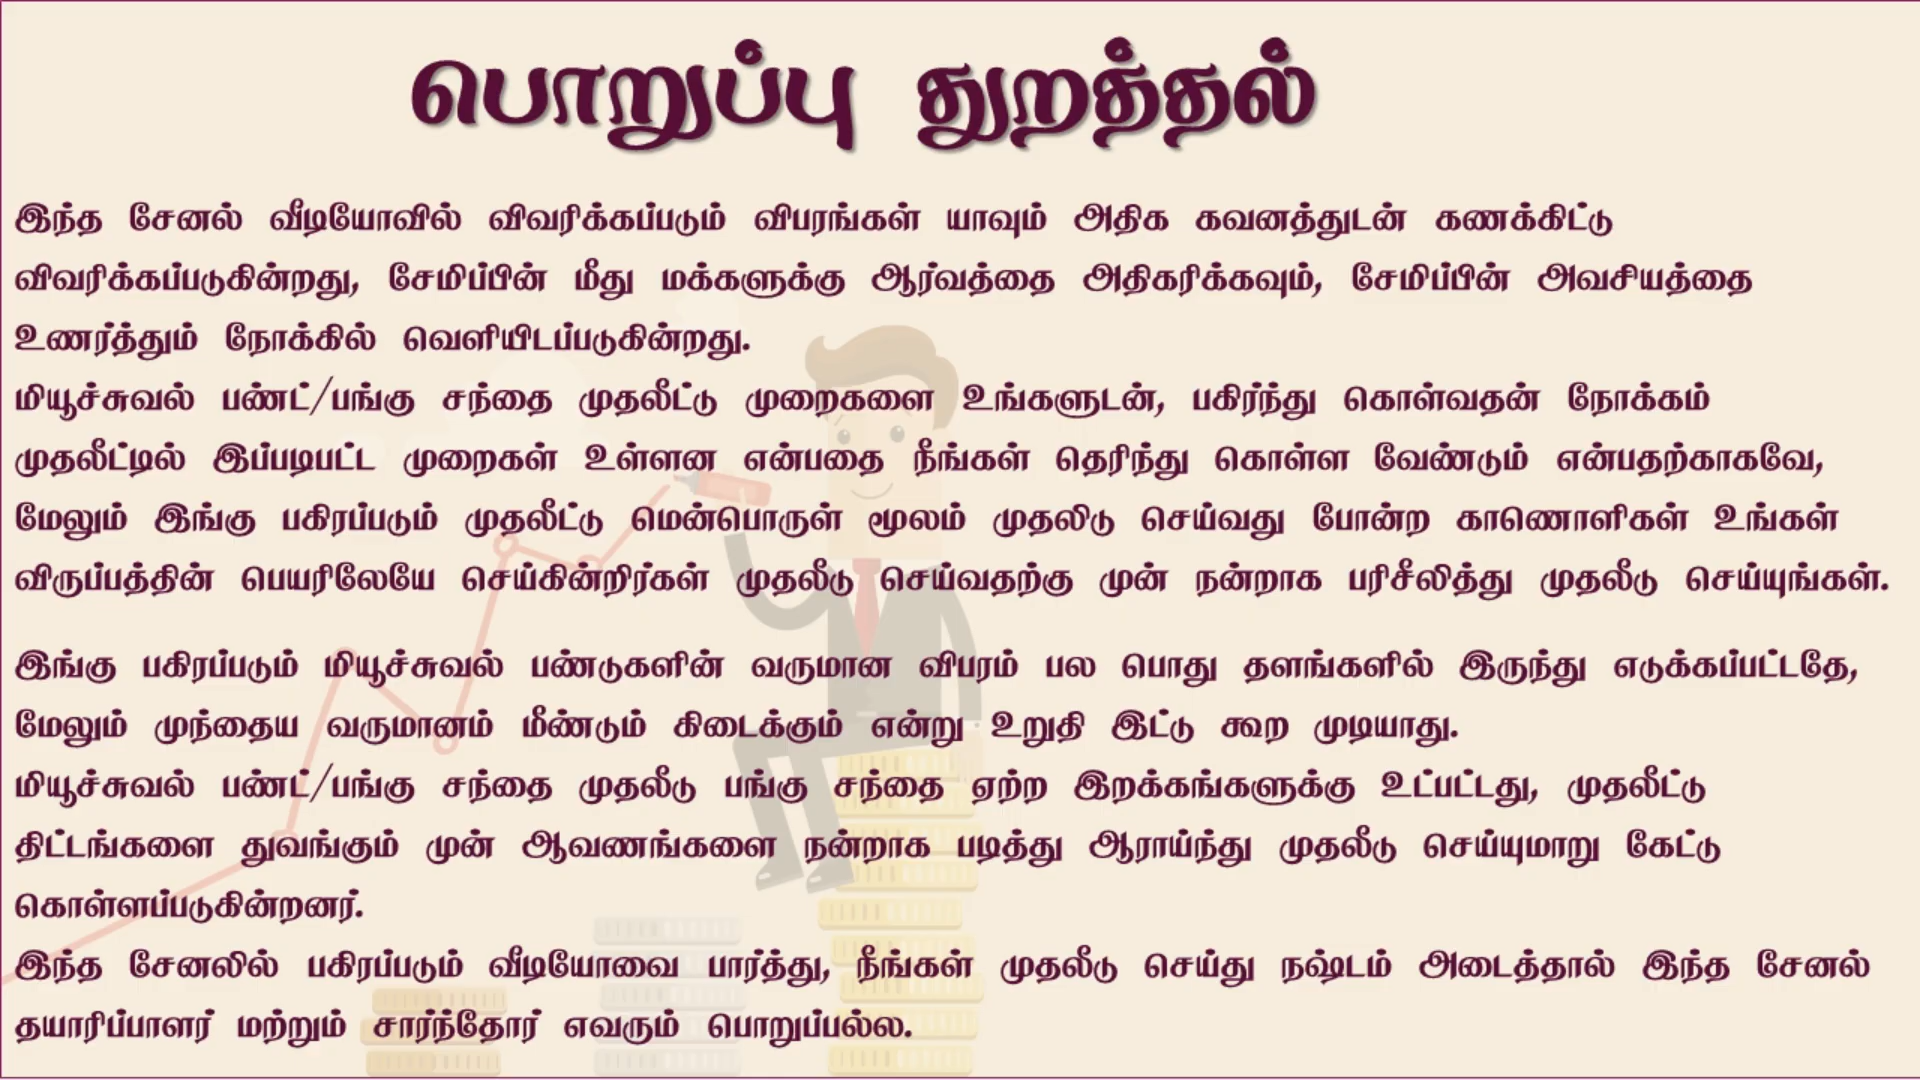 பொறுப்பு துறத்தல்
இந்த சேனல் வீடியோவில் விவரிக்கப்படும் விபரங்கள் யாவும் அதிக கவனத்துடன் கணக்கிட்டு
விவரிக்கப்படுகின்றது, சேமிப்பின் மீது மக்களுக்கு ஆர்வத்தை அதிகரிக்கவும், சேமிப்பின் அவசியத்தை
உணர்த்தும் நோக்கில் வெளியிடப்படுகின்றது.
மியூச்சுவல் பண்ட்/பங்கு சந்தை முதலீட்டு முறைகளை உங்களுடன், பகிர்ந்து கொள்வதன் நோக்கம்
முதலீட்டில் இப்படிபட்ட முறைகள் உள்ளன என்பதை நீங்கள் தெரிந்து கொள்ள வேண்டும் என்பதற்காகவே,
மேலும் இங்கு பகிரப்படும் முதலீட்டு மென்பொருள் மூலம் முதலிடு செய்வது போன்ற காணொளிகள் உங்கள்
விருப்பத்தின் பெயரிலேயே செய்கின்றிர்கள் முதலீடு செய்வதற்கு முன் நன்றாக பரிசீலித்து முதலீடு செய்யுங்கள்.
இங்கு பகிரப்படும் மியூச்சுவல் பண்டுகளின் வருமான விபரம் பல பொது தளங்களில் இருந்து எடுக்கப்பட்டதே,
மேலும் முந்தைய வருமானம் மீண்டும் கிடைக்கும் என்று உறுதி இட்டு கூற முடியாது.
மியூச்சுவல் பண்ட்/பங்கு சந்தை முதலீடு பங்கு சந்தை ஏற்ற இறக்கங்களுக்கு உட்பட்டது, முதலீட்டு
திட்டங்களை துவங்கும் முன் ஆவணங்களை நன்றாக படித்து ஆராய்ந்து முதலீடு செய்யுமாறு கேட்டு
கொள்ளப்படுகின்றனர்.
இந்த சேனலில் பகிரப்படும் வீடியோவை பார்த்து, நீங்கள் முதலீடு செய்து நஷ்டம் அடைத்தால் இந்த சேனல்
தயாரிப்பாளர் மற்றும் சார்ந்தோர் எவரும் பொறுப்பல்ல.